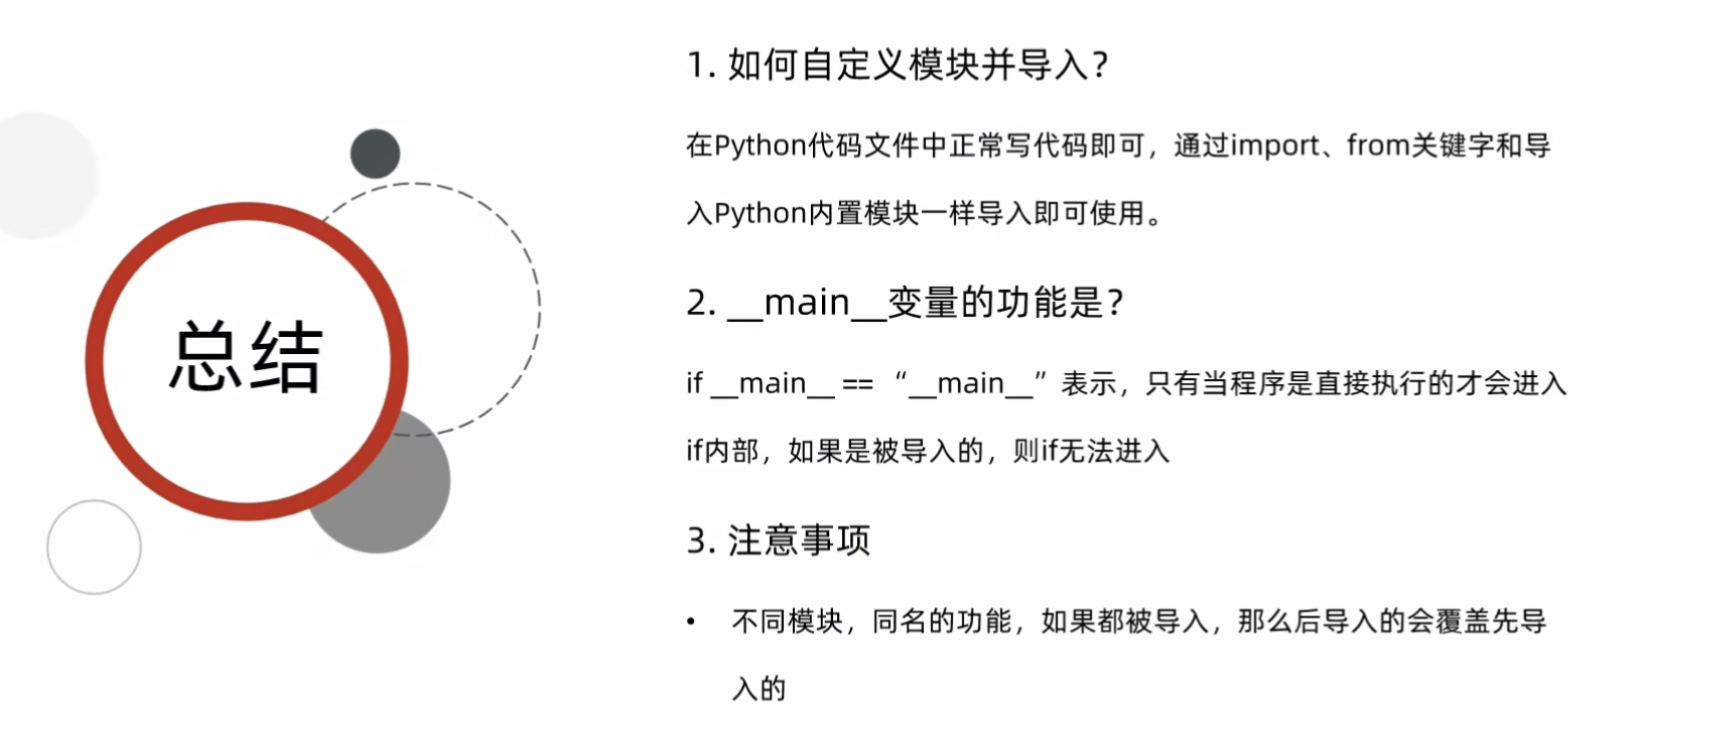 总结
1. 如何自定义模块并导入？
在Python代码文件中正常写代码即可，通过import、from关键字和导
入Python内置模块一样导入即可使用。
2. __main__变量的功能是？
if __main__ == “__main__”表示，只有当程序是直接执行的才会进入
if内部，如果是被导入的，则if无法进入
3. 注意事项
• 不同模块，同名的功能，如果都被导入，那么后导入的会覆盖先导
入的